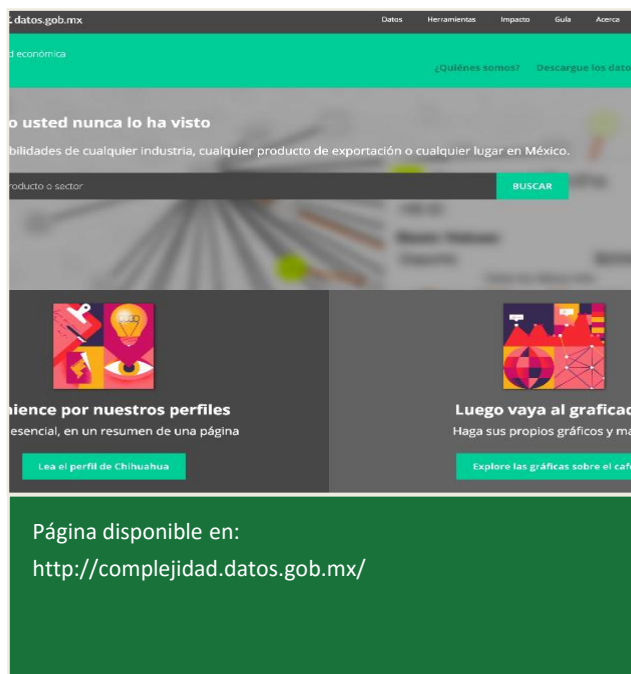 datos.gob.mx
Datos Herramientas Impacto Guía Acerca
d económica
¿Quiénes somos? Descargue los dato
o usted nunca lo ha visto
bilidades de cualquier industria, cualquier producto de exportación o cualquier lugar en México.
roducto o sector
BUSCAR
ience por nuestros perfiles
esencial, en un resumen de una página
Lea el perfil de Chihuahua
Luego vaya al graficad
Haga sus propios gráficos y ma
Explore las gráficas sobre el caf
Página disponible en:
http://complejidad.datos.gob.mx/